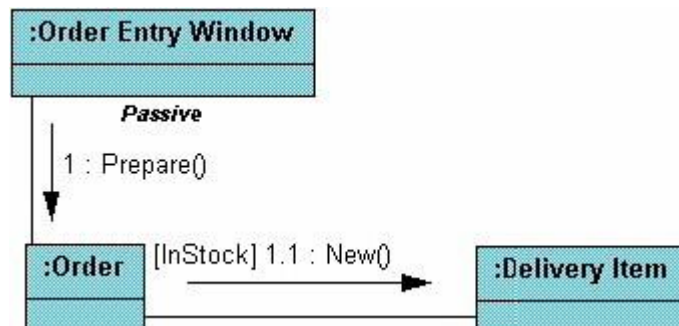 :Order Entry Window
Passive
1 : Prepare()
:Order
[InStock] 1.1 : New()
:Delivery Item